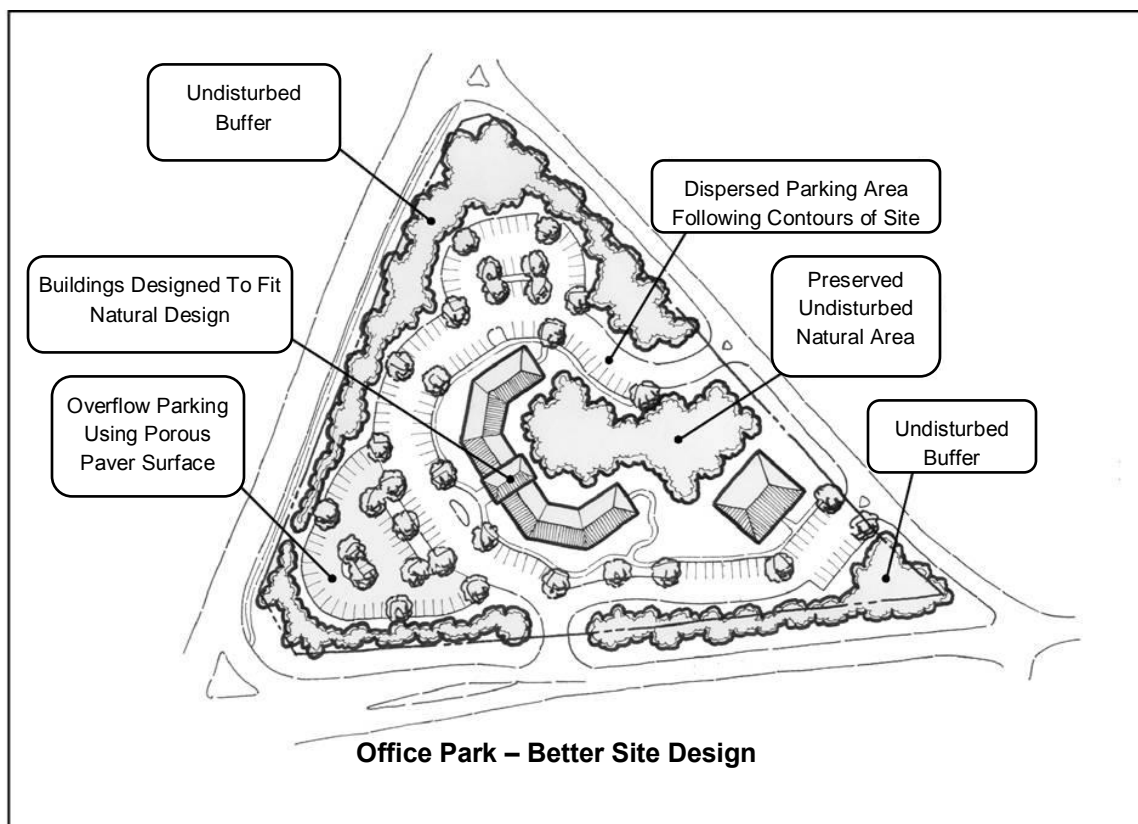 Undisturbed
Buffer
Dispersed Parking Area
Following Contours of Site
Buildings Designed To Fit
Natural Design
Preserved
Undisturbed
Natural Area
Overflow Parking
Using Porous
Paver Surface
Undisturbed
Buffer
Office Park – Better Site Design